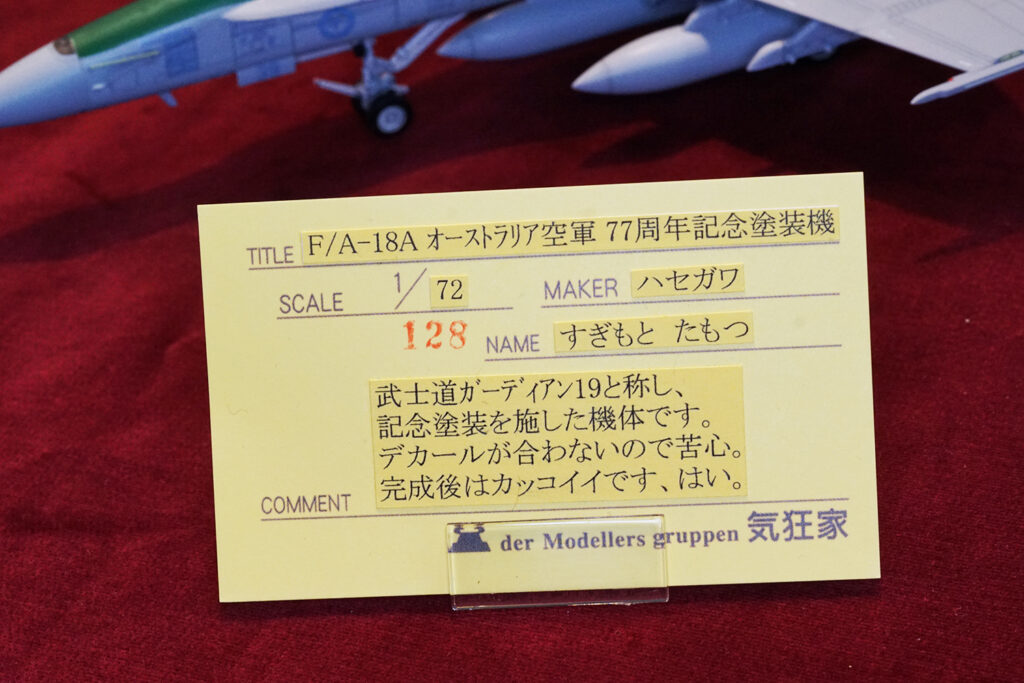 TITLE F/A-18A オーストラリア空軍 77周年記念塗装機
SCALE 1/72 MAKER ハセガワ
128 NAME すぎもと たもつ
武士道ガーディアン19と称し、
記念塗装を施した機体です。
デカールが合わないので苦心。
完成後はカッコイイです、はい。
COMMENT
der Modellers gruppen 気狂家